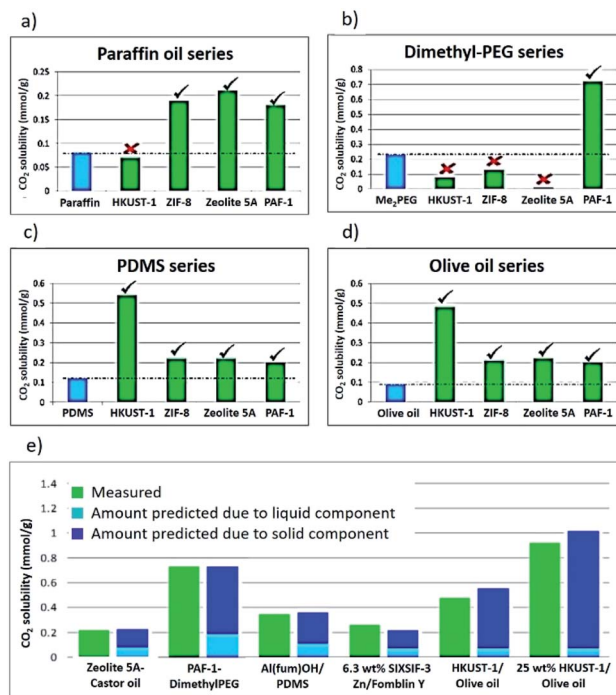 a)
Paraffin oil series
CO₂ solubility (mmol/g)
0.25
0.2
0.15
0.1
0.05
0
Paraffin HKUST-1 ZIF-8 Zeolite 5A PAF-1
b)
Dimethyl-PEG series
CO₂ solubility (mmol/g)
0.8
0.7
0.6
0.5
0.4
0.3
0.2
0.1
0
Me₂PEG HKUST-1 ZIF-8 Zeolite 5A PAF-1
c)
PDMS series
CO₂ solubility (mmol/g)
0.6
0.5
0.4
0.3
0.2
0.1
0
PDMS HKUST-1 ZIF-8 Zeolite 5A PAF-1
d)
Olive oil series
CO₂ solubility (mmol/g)
0.6
0.5
0.4
0.3
0.2
0.1
0
Olive oil HKUST-1 ZIF-8 Zeolite 5A PAF-1
e)
CO₂ solubility (mmol/g)
1.4
1.2
1
0.8
0.6
0.4
0.2
0
Measured
Amount predicted due to liquid component
Amount predicted due to solid component
Zeolite 5A- PAF-1- Al(fum)OH/ 6.3 wt% SIXSIF-3 HKUST-1/ 25 wt% HKUST-1/
Castor oil DimethylPEG PDMS Zn/Fomblin Y Olive oil Olive oil